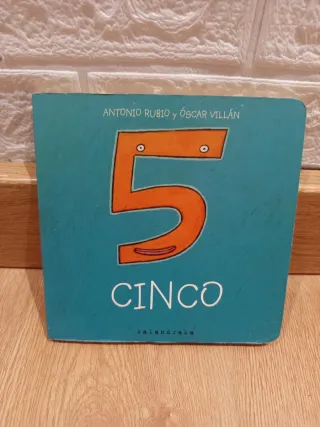 ANTONIO RUBIO y ÓSCAR VILLÁN
5
CINCO
kalandraka